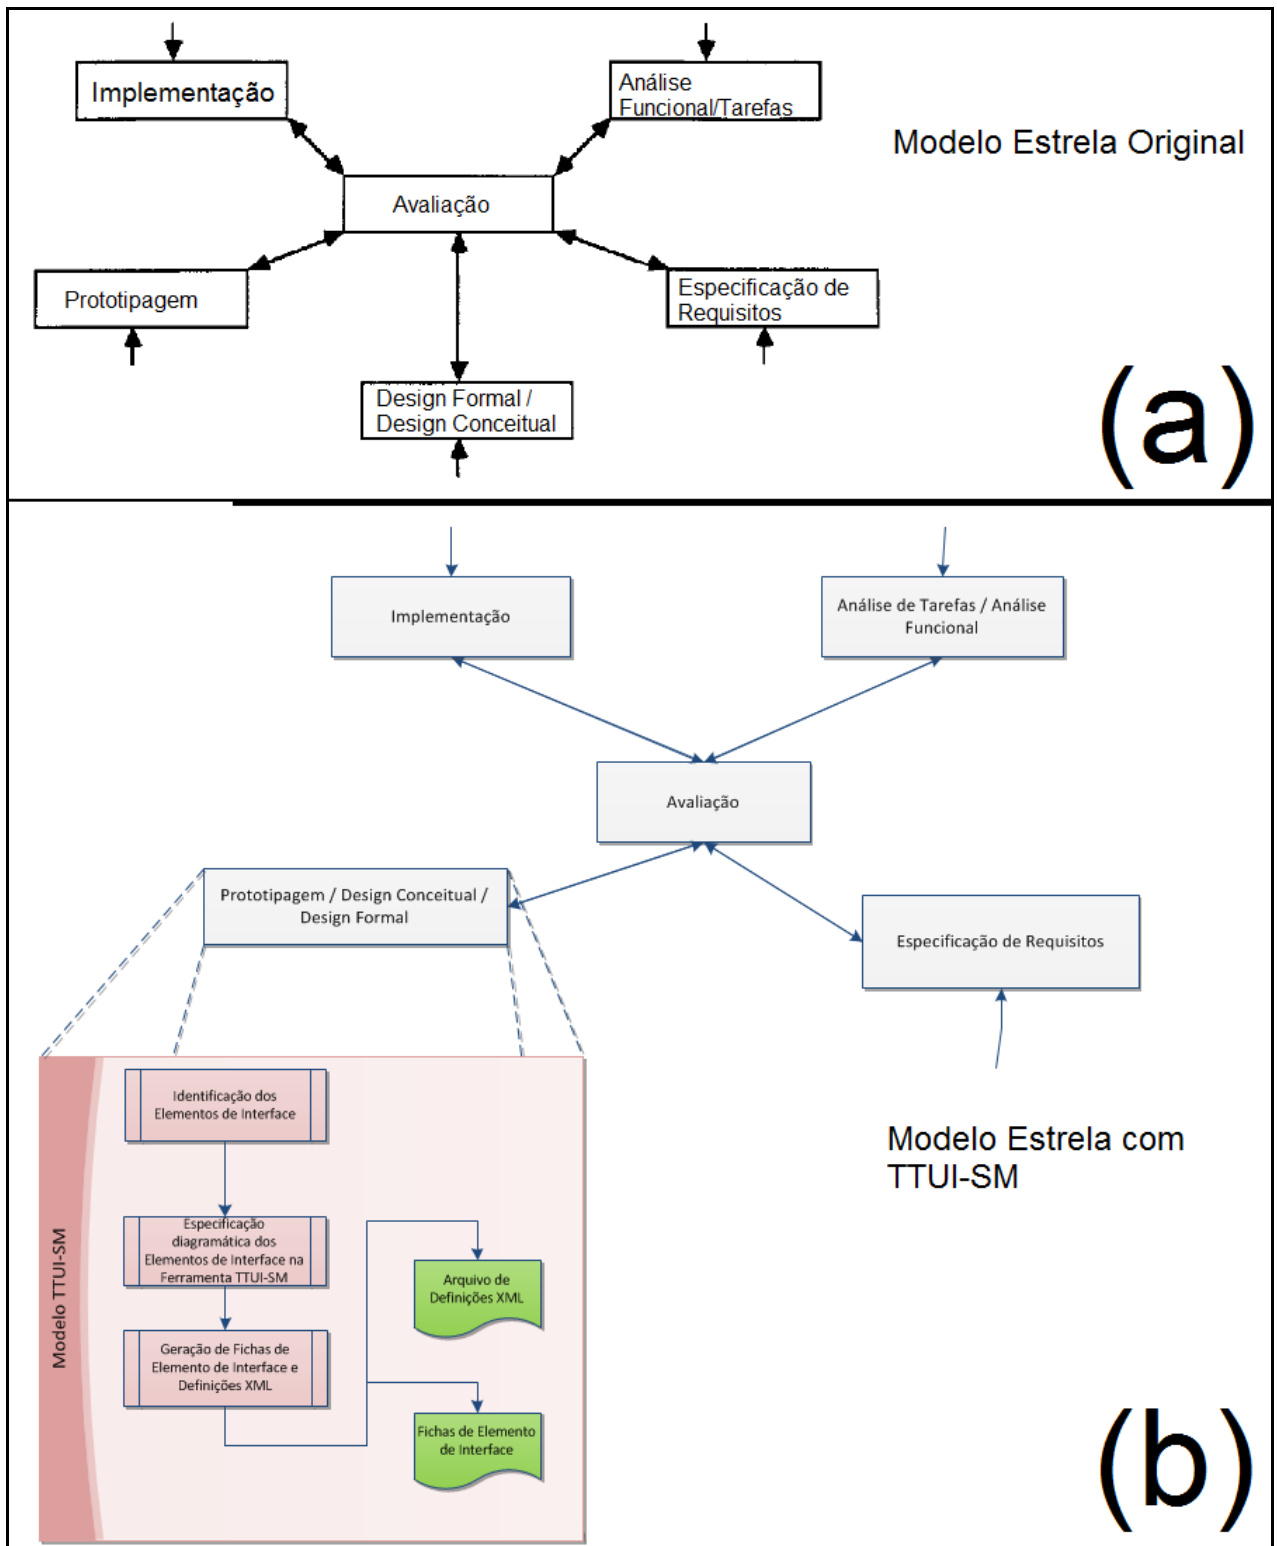 Implementação
Análise
Funcional/Tarefas
Modelo Estrela Original
Avaliação
Prototipagem
Especificação de
Requisitos
Design Formal /
Design Conceitual
(a)
Implementação
Análise de Tarefas / Análise
Funcional
Avaliação
Prototipagem / Design Conceitual /
Design Formal
Especificação de Requisitos
Modelo TTUI-SM
Identificação dos
Elementos de Interface
Especificação
diagramática dos
Elementos de Interface na
Ferramenta TTUI-SM
Geração de Fichas de
Elemento de Interface e
Definições XML
Arquivo de
Definições XML
Fichas de Elemento
de Interface
Modelo Estrela com
TTUI-SM
(b)